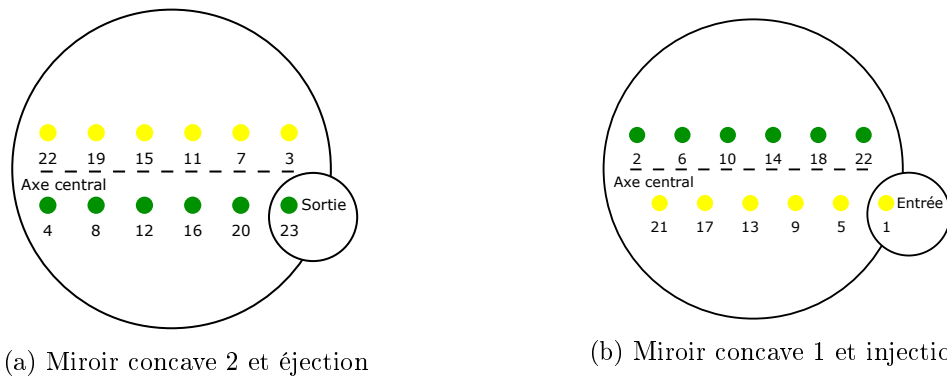 22 19 15 11 7 3
Axe central
Sortie
4 8 12 16 20 23
(a) Miroir concave 2 et éjection
2 6 10 14 18 22
Axe central
Entrée
21 17 13 9 5 1
(b) Miroir concave 1 et injectio